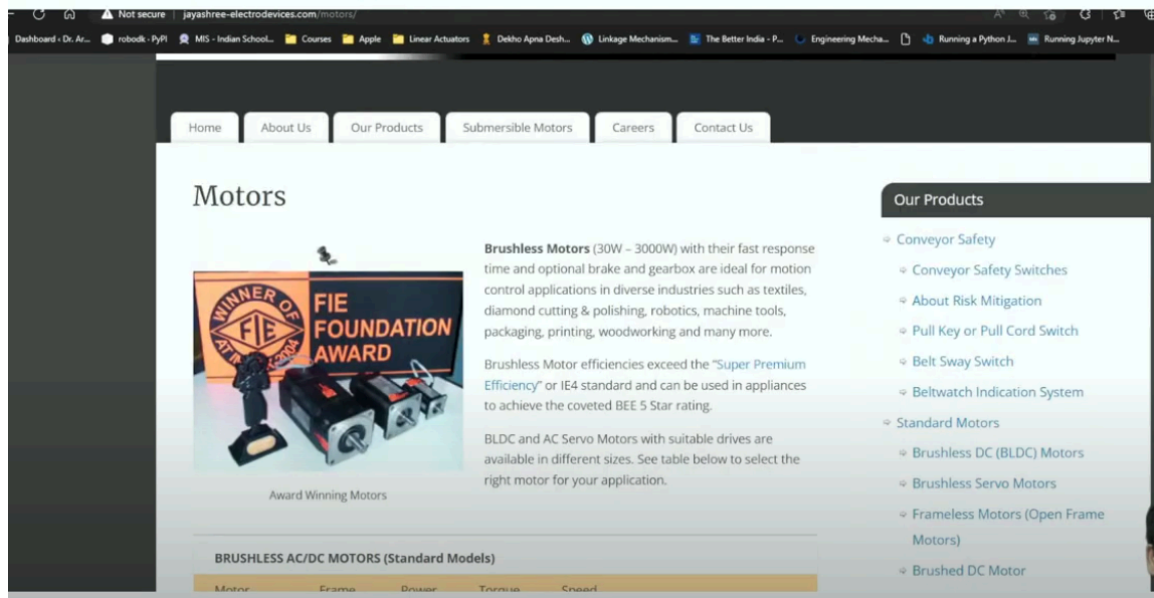 Not secure
jayashree-electrodevices.com/motors/
Dashboard ‹ Dr. Ar...
robodk · PyPI
MIS - Indian School...
Courses
Apple
Linear Actuators
Dekho Apna Desh...
Linkage Mechanism...
The Better India - P...
Engineering Mecha...
Running a Python J...
Running Jupyter N...
Home
About Us
Our Products
Submersible Motors
Careers
Contact Us
Motors
WINNER OF
FIE
2004
FIE
FOUNDATION
AWARD
Award Winning Motors
Brushless Motors (30W – 3000W) with their fast response
time and optional brake and gearbox are ideal for motion
control applications in diverse industries such as textiles,
diamond cutting & polishing, robotics, machine tools,
packaging, printing, woodworking and many more.
Brushless Motor efficiencies exceed the “Super Premium
Efficiency” or IE4 standard and can be used in appliances
to achieve the coveted BEE 5 Star rating.
BLDC and AC Servo Motors with suitable drives are
available in different sizes. See table below to select the
right motor for your application.
BRUSHLESS AC/DC MOTORS (Standard Models)
Motor Frame Power Torque Speed
Our Products
Conveyor Safety
Conveyor Safety Switches
About Risk Mitigation
Pull Key or Pull Cord Switch
Belt Sway Switch
Beltwatch Indication System
Standard Motors
Brushless DC (BLDC) Motors
Brushless Servo Motors
Frameless Motors (Open Frame
Motors)
Brushed DC Motor